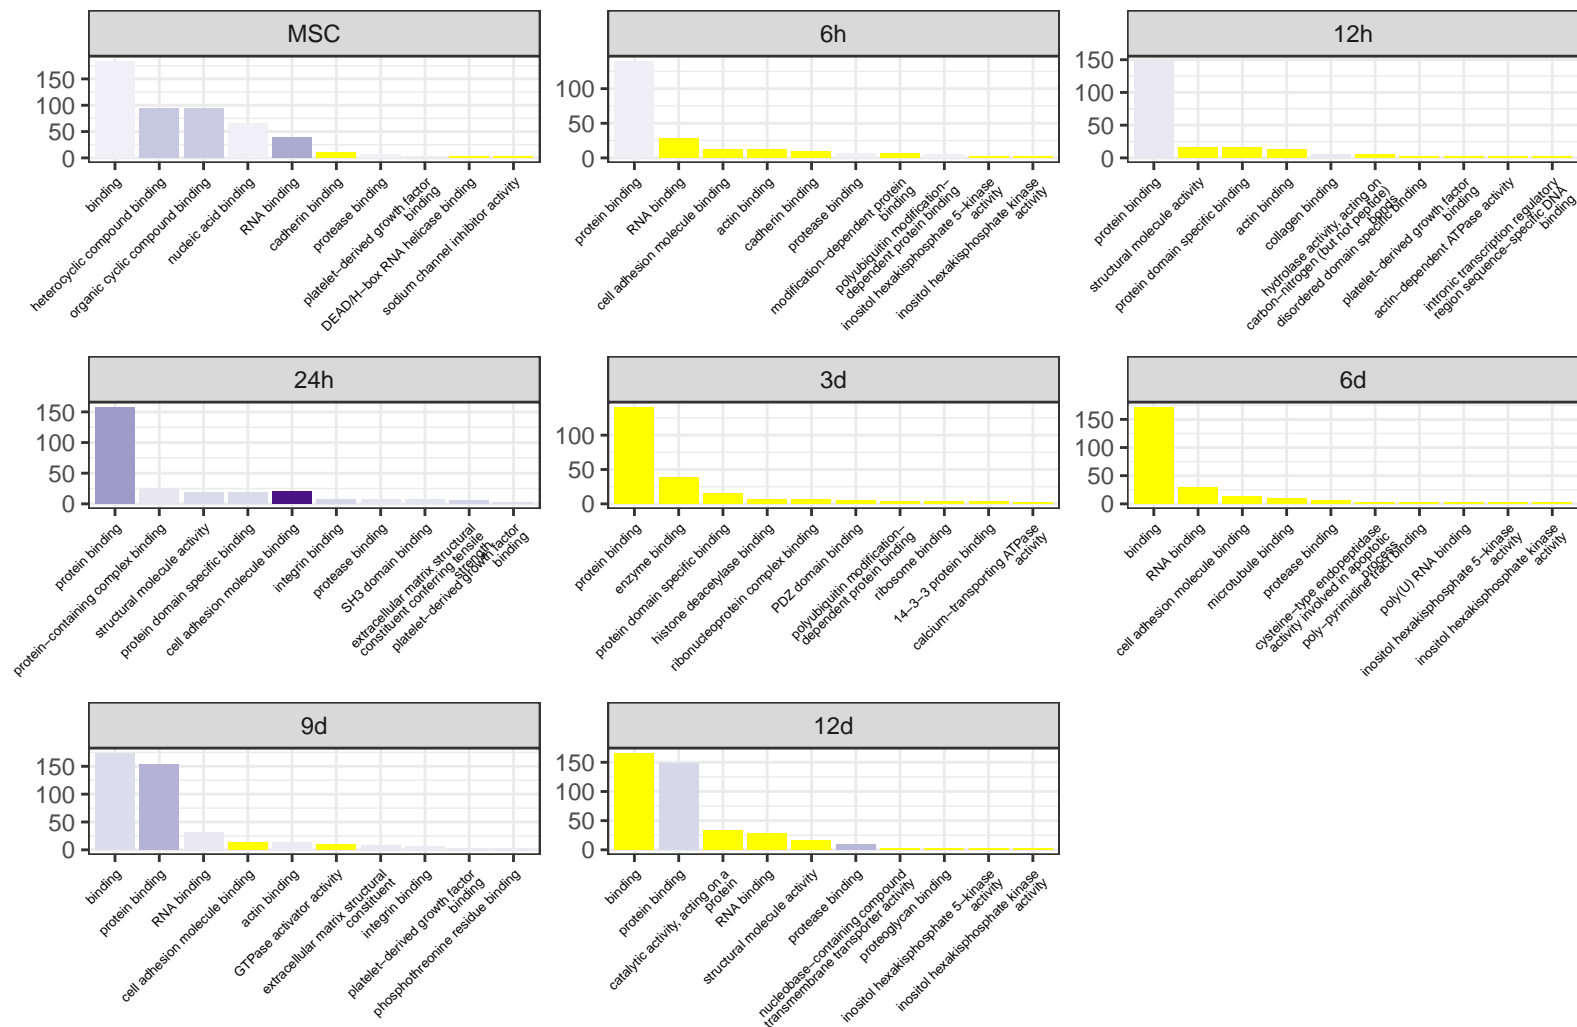 MSC
150
100
50
0
binding
heterocyclic compound binding
organic cyclic compound binding
nucleic acid binding
RNA binding
cadherin binding
protease binding
platelet−derived growth factor
binding
DEAD/H−box RNA helicase binding
sodium channel inhibitor activity
6h
100
50
0
protein binding
RNA binding
cell adhesion molecule binding
actin binding
cadherin binding
protease binding
modification−dependent protein
binding
polyubiquitin modification−
dependent protein binding
inositol hexakisphosphate 5−kinase
activity
inositol hexakisphosphate kinase
activity
12h
150
100
50
0
protein binding
structural molecule activity
protein domain specific binding
actin binding
collagen binding
hydrolase activity, acting on
carbon−nitrogen (but not peptide)
bonds
disordered domain specific binding
platelet−derived growth factor
binding
actin−dependent ATPase activity
intronic transcription regulatory
region sequence−specific DNA
binding
24h
150
100
50
0
protein binding
protein−containing complex binding
structural molecule activity
protein domain specific binding
cell adhesion molecule binding
integrin binding
protease binding
SH3 domain binding
extracellular matrix structural
constituent conferring tensile
strength
platelet−derived growth factor
binding
3d
100
50
0
protein binding
enzyme binding
protein domain specific binding
histone deacetylase binding
ribonucleoprotein complex binding
PDZ domain binding
polyubiquitin modification−
dependent protein binding
ribosome binding
14−3−3 protein binding
calcium−transporting ATPase
activity
6d
150
100
50
0
binding
RNA binding
cell adhesion molecule binding
microtubule binding
protease binding
cysteine−type endopeptidase
activity involved in apoptotic
process
poly−pyrimidine tract binding
poly(U) RNA binding
inositol hexakisphosphate 5−kinase
activity
inositol hexakisphosphate kinase
activity
9d
150
100
50
0
binding
protein binding
RNA binding
cell adhesion molecule binding
actin binding
GTPase activator activity
extracellular matrix structural
constituent
integrin binding
platelet−derived growth factor
binding
phosphothreonine residue binding
12d
150
100
50
0
binding
protein binding
catalytic activity, acting on a
protein
RNA binding
structural molecule activity
protease binding
nucleobase−containing compound
transmembrane transporter activity
proteoglycan binding
inositol hexakisphosphate 5−kinase
activity
inositol hexakisphosphate kinase
activity